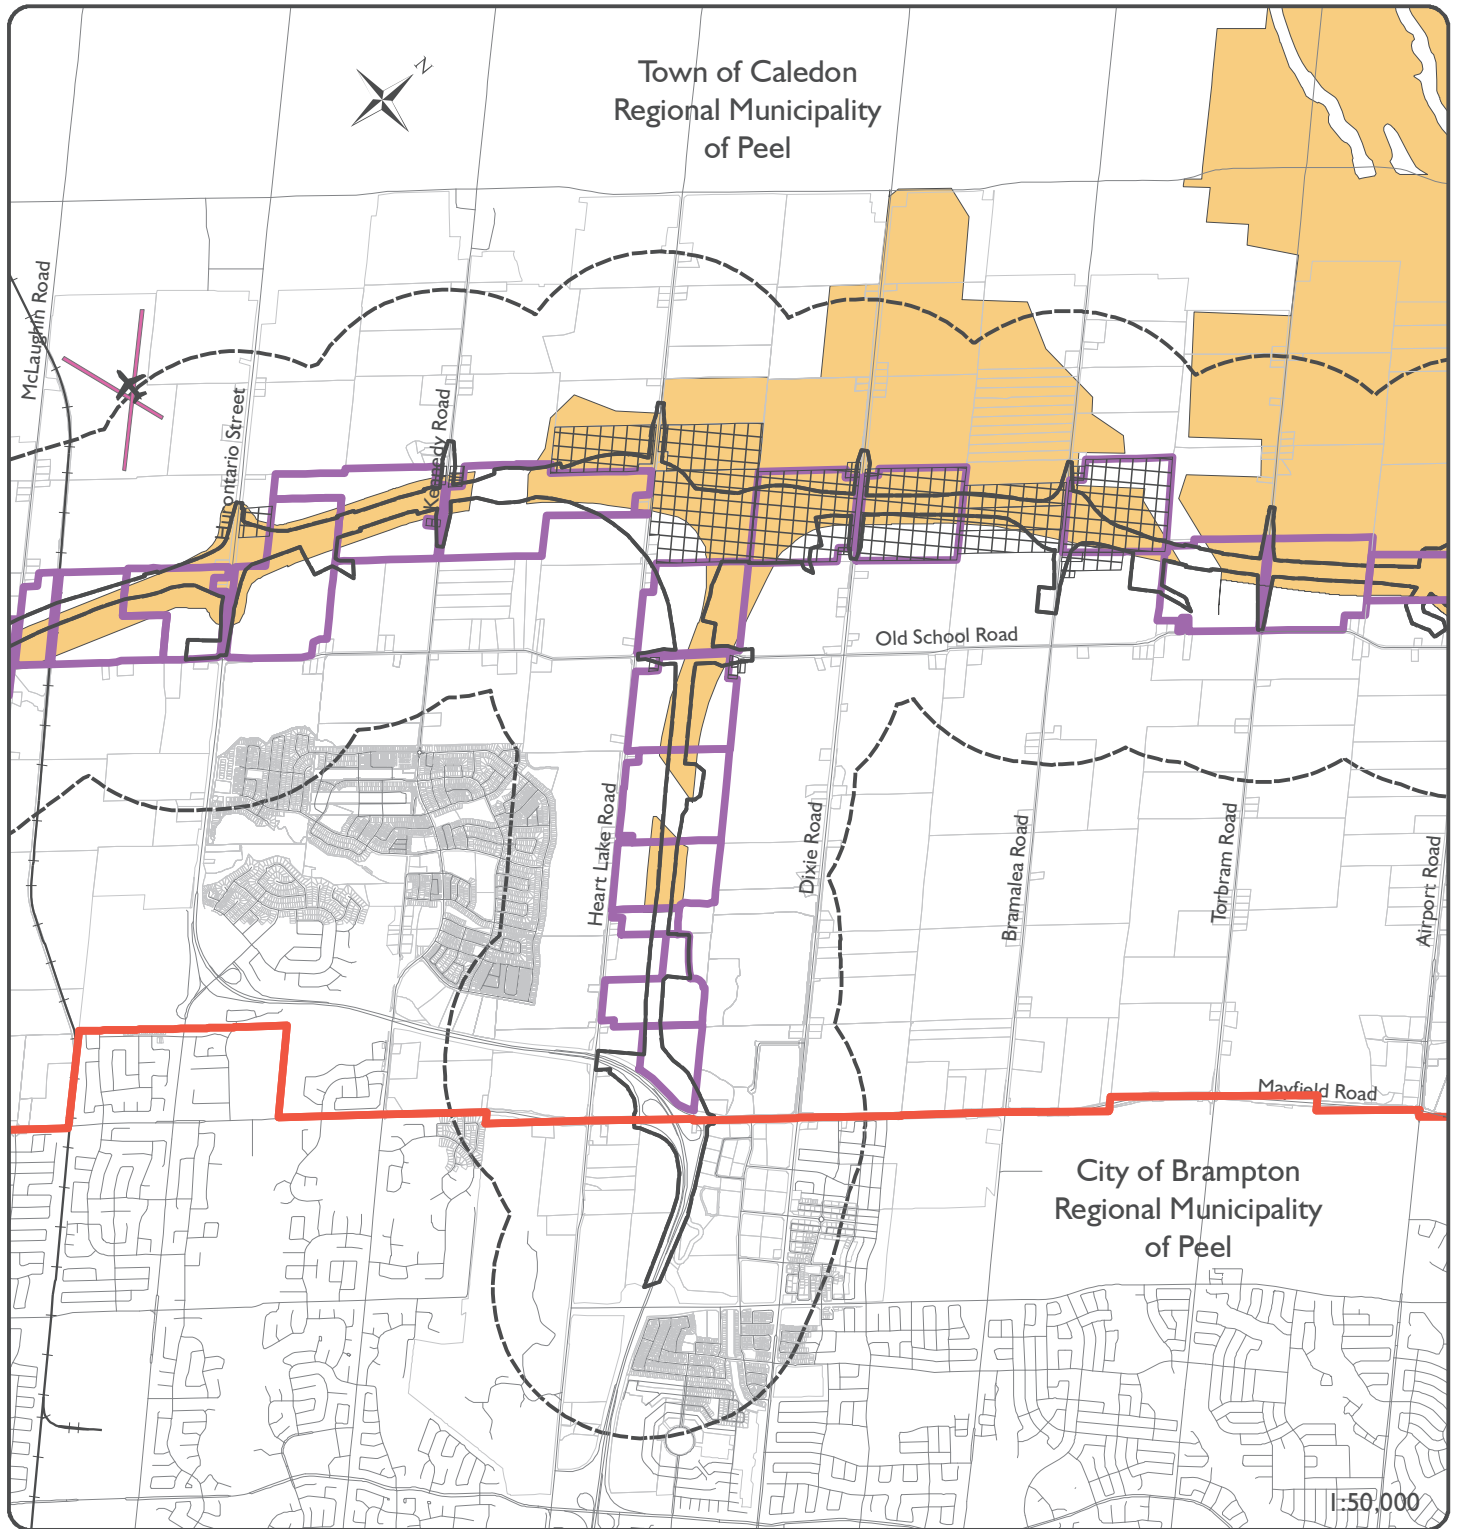 N
Town of Caledon
Regional Municipality
of Peel
McLaughlin Road
Hurontario Street
Kennedy Road
Old School Road
Heart Lake Road
Dixie Road
Bramalea Road
Torbram Road
Airport Road
Mayfield Road
City of Brampton
Regional Municipality
of Peel
1:50,000